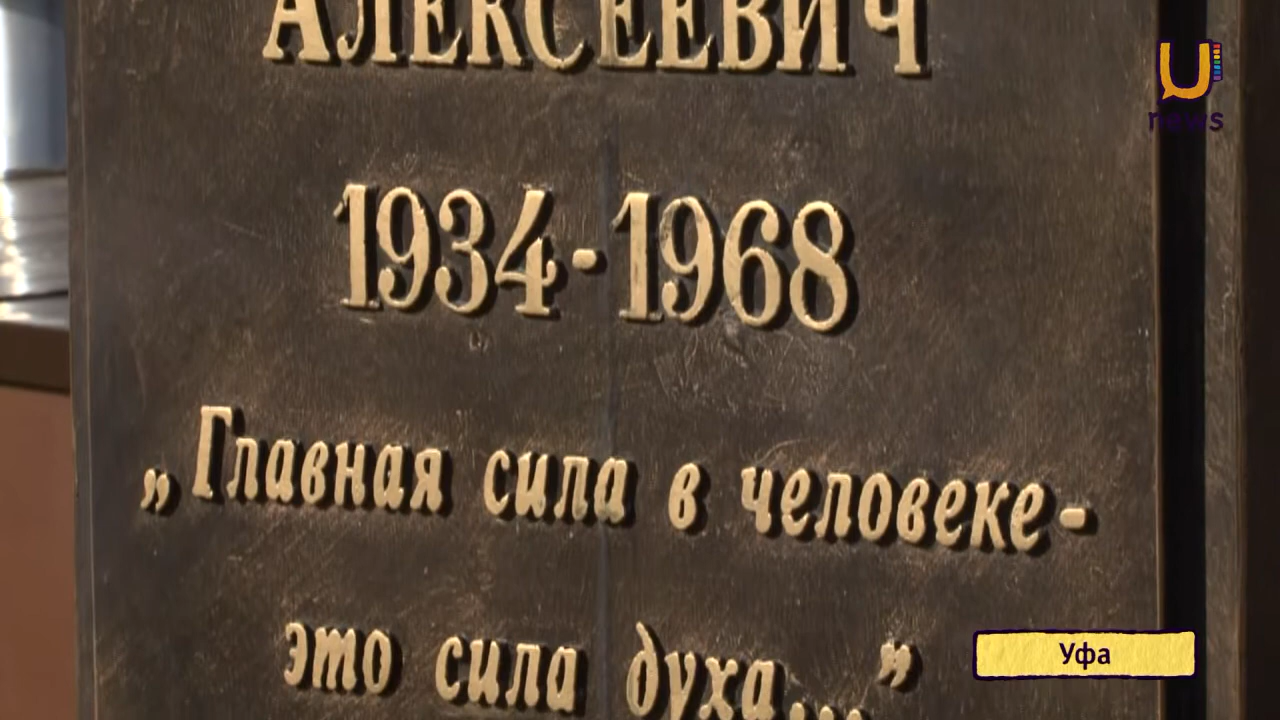 АЛЕКСЕЕВИЧ
U
news
1934-1968
„Главная сила в человеке-
это сила духа...”
Уфа